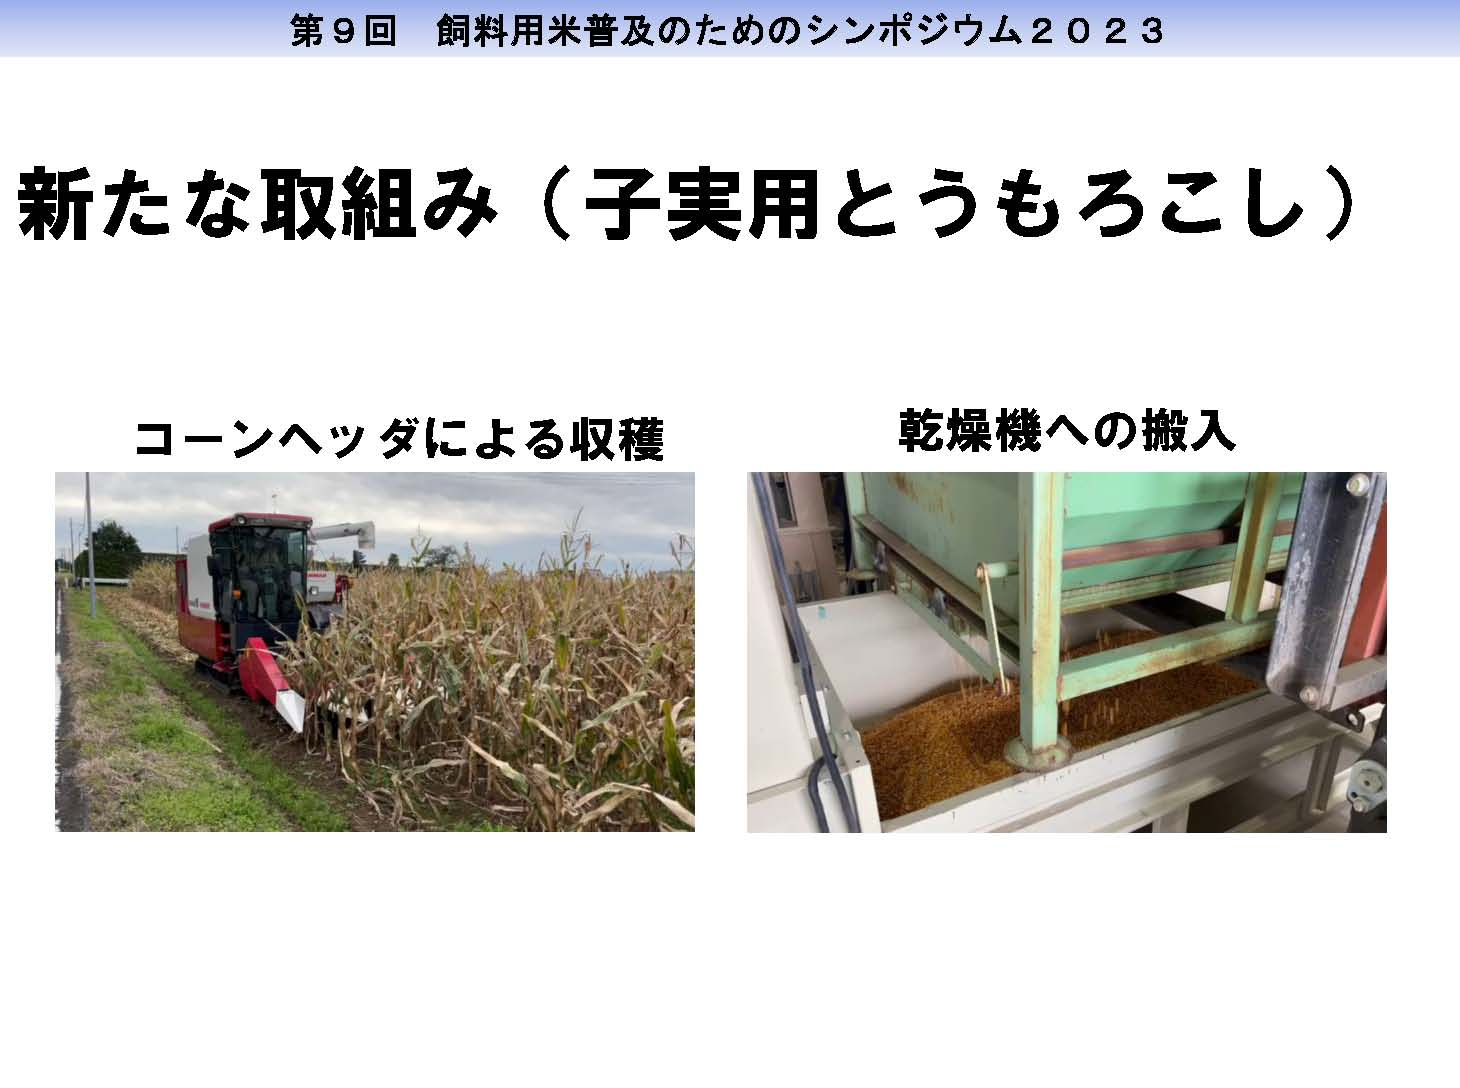 第９回　飼料用米普及のためのシンポジウム２０２３
新たな取組み（子実用とうもろこし）
コーンヘッダによる収穫
乾燥機への搬入